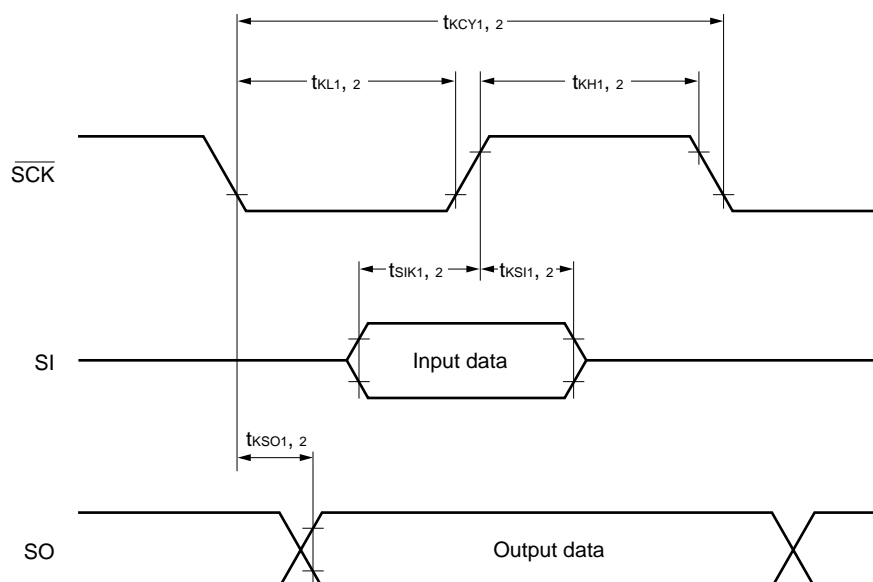 tKCY1, 2
tKL1, 2
tKH1, 2
SCK
tSIK1, 2
tKSI1, 2
SI
Input data
tKSO1, 2
SO
Output data